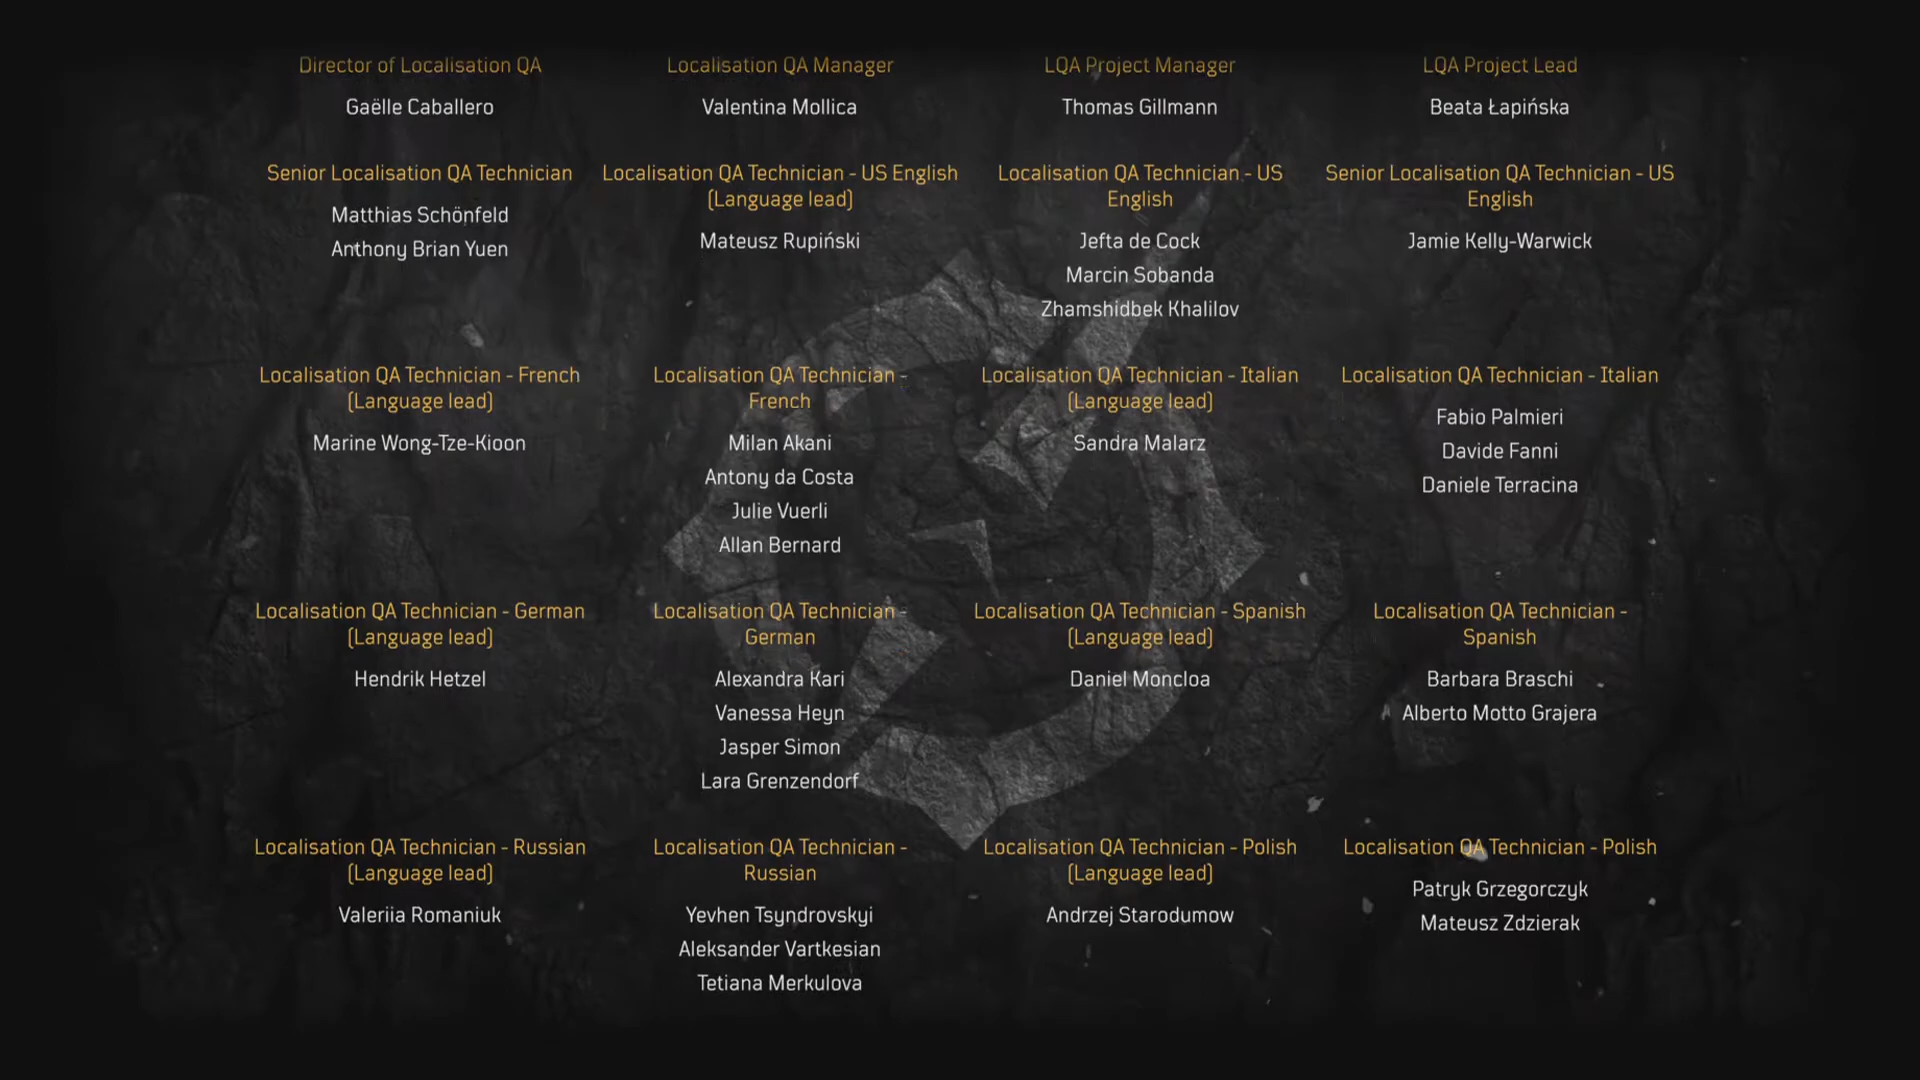 Director of Localisation QA
Gaëlle Caballero
Localisation QA Manager
Valentina Mollica
LQA Project Manager
Thomas Gillmann
LQA Project Lead
Beata Łapińska
Senior Localisation QA Technician
Matthias Schönfeld
Anthony Brian Yuen
Localisation QA Technician - US English
(Language lead)
Mateusz Rupiński
Localisation QA Technician - US
English
Jefta de Cock
Marcin Sobanda
Zhamshidbek Khalilov
Senior Localisation QA Technician - US
English
Jamie Kelly-Warwick
Localisation QA Technician - French
(Language lead)
Marine Wong-Tze-Kioon
Localisation QA Technician -
French
Milan Akani
Antony da Costa
Julie Vuerli
Allan Bernard
Localisation QA Technician - Italian
(Language lead)
Sandra Malarz
Localisation QA Technician - Italian
Fabio Palmieri
Davide Fanni
Daniele Terracina
Localisation QA Technician - German
(Language lead)
Hendrik Hetzel
Localisation QA Technician -
German
Alexandra Kari
Vanessa Heyn
Jasper Simon
Lara Grenzendorf
Localisation QA Technician - Spanish
(Language lead)
Daniel Moncloa
Localisation QA Technician -
Spanish
Barbara Braschi
Alberto Motto Grajera
Localisation QA Technician - Russian
(Language lead)
Valeriia Romaniuk
Localisation QA Technician -
Russian
Yevhen Tsyndrovskyi
Aleksander Vartkesian
Tetiana Merkulova
Localisation QA Technician - Polish
(Language lead)
Andrzej Starodumow
Localisation QA Technician - Polish
Patryk Grzegorczyk
Mateusz Zdzierak